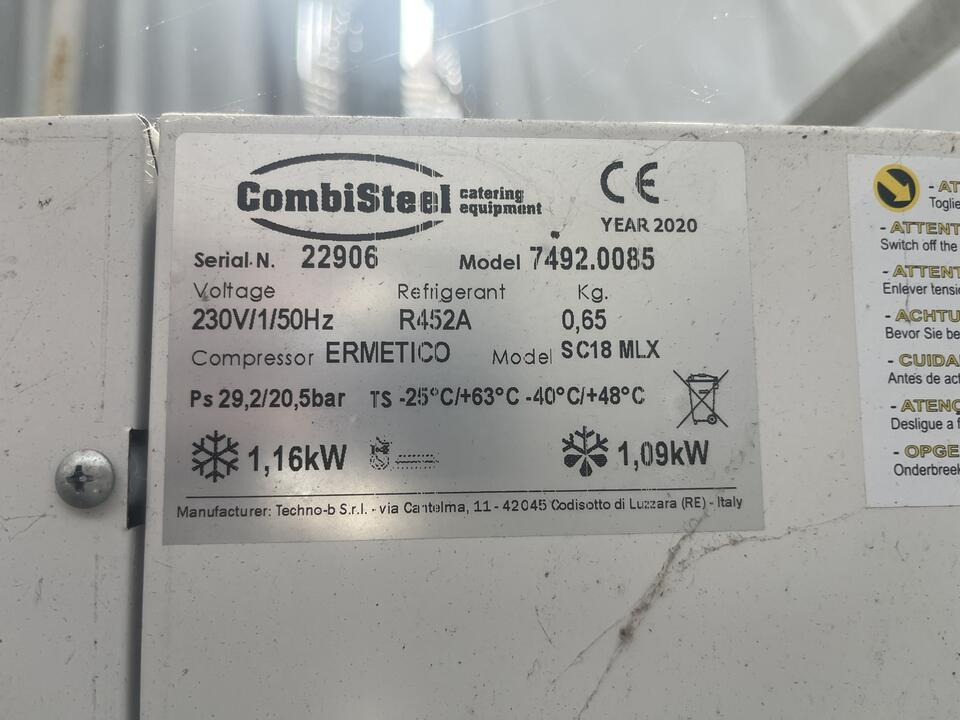 CombiSteel catering equipment
CE
YEAR 2020
Serial N. 22906 Model 7492.0085
Voltage Refrigerant Kg.
230V/1/50Hz R452A 0,65
Compressor ERMETICO Model SC18 MLX
Ps 29,2/20,5bar TS -25°C/+63°C -40°C/+48°C
1,16kW 1,09kW
Manufacturer: Techno-b S.r.l. - via Cantelma, 11 - 42045 Codisotto di Luzzara (RE) - Italy
- AT
Toglie
- ATTENT
Switch off the
- ATTENT
Enlever tensi
- ACHTU
Bevor Sie be
- CUIDA
Antes de act
- ATENÇ
Desligue a f
- OPGE
Onderbreek